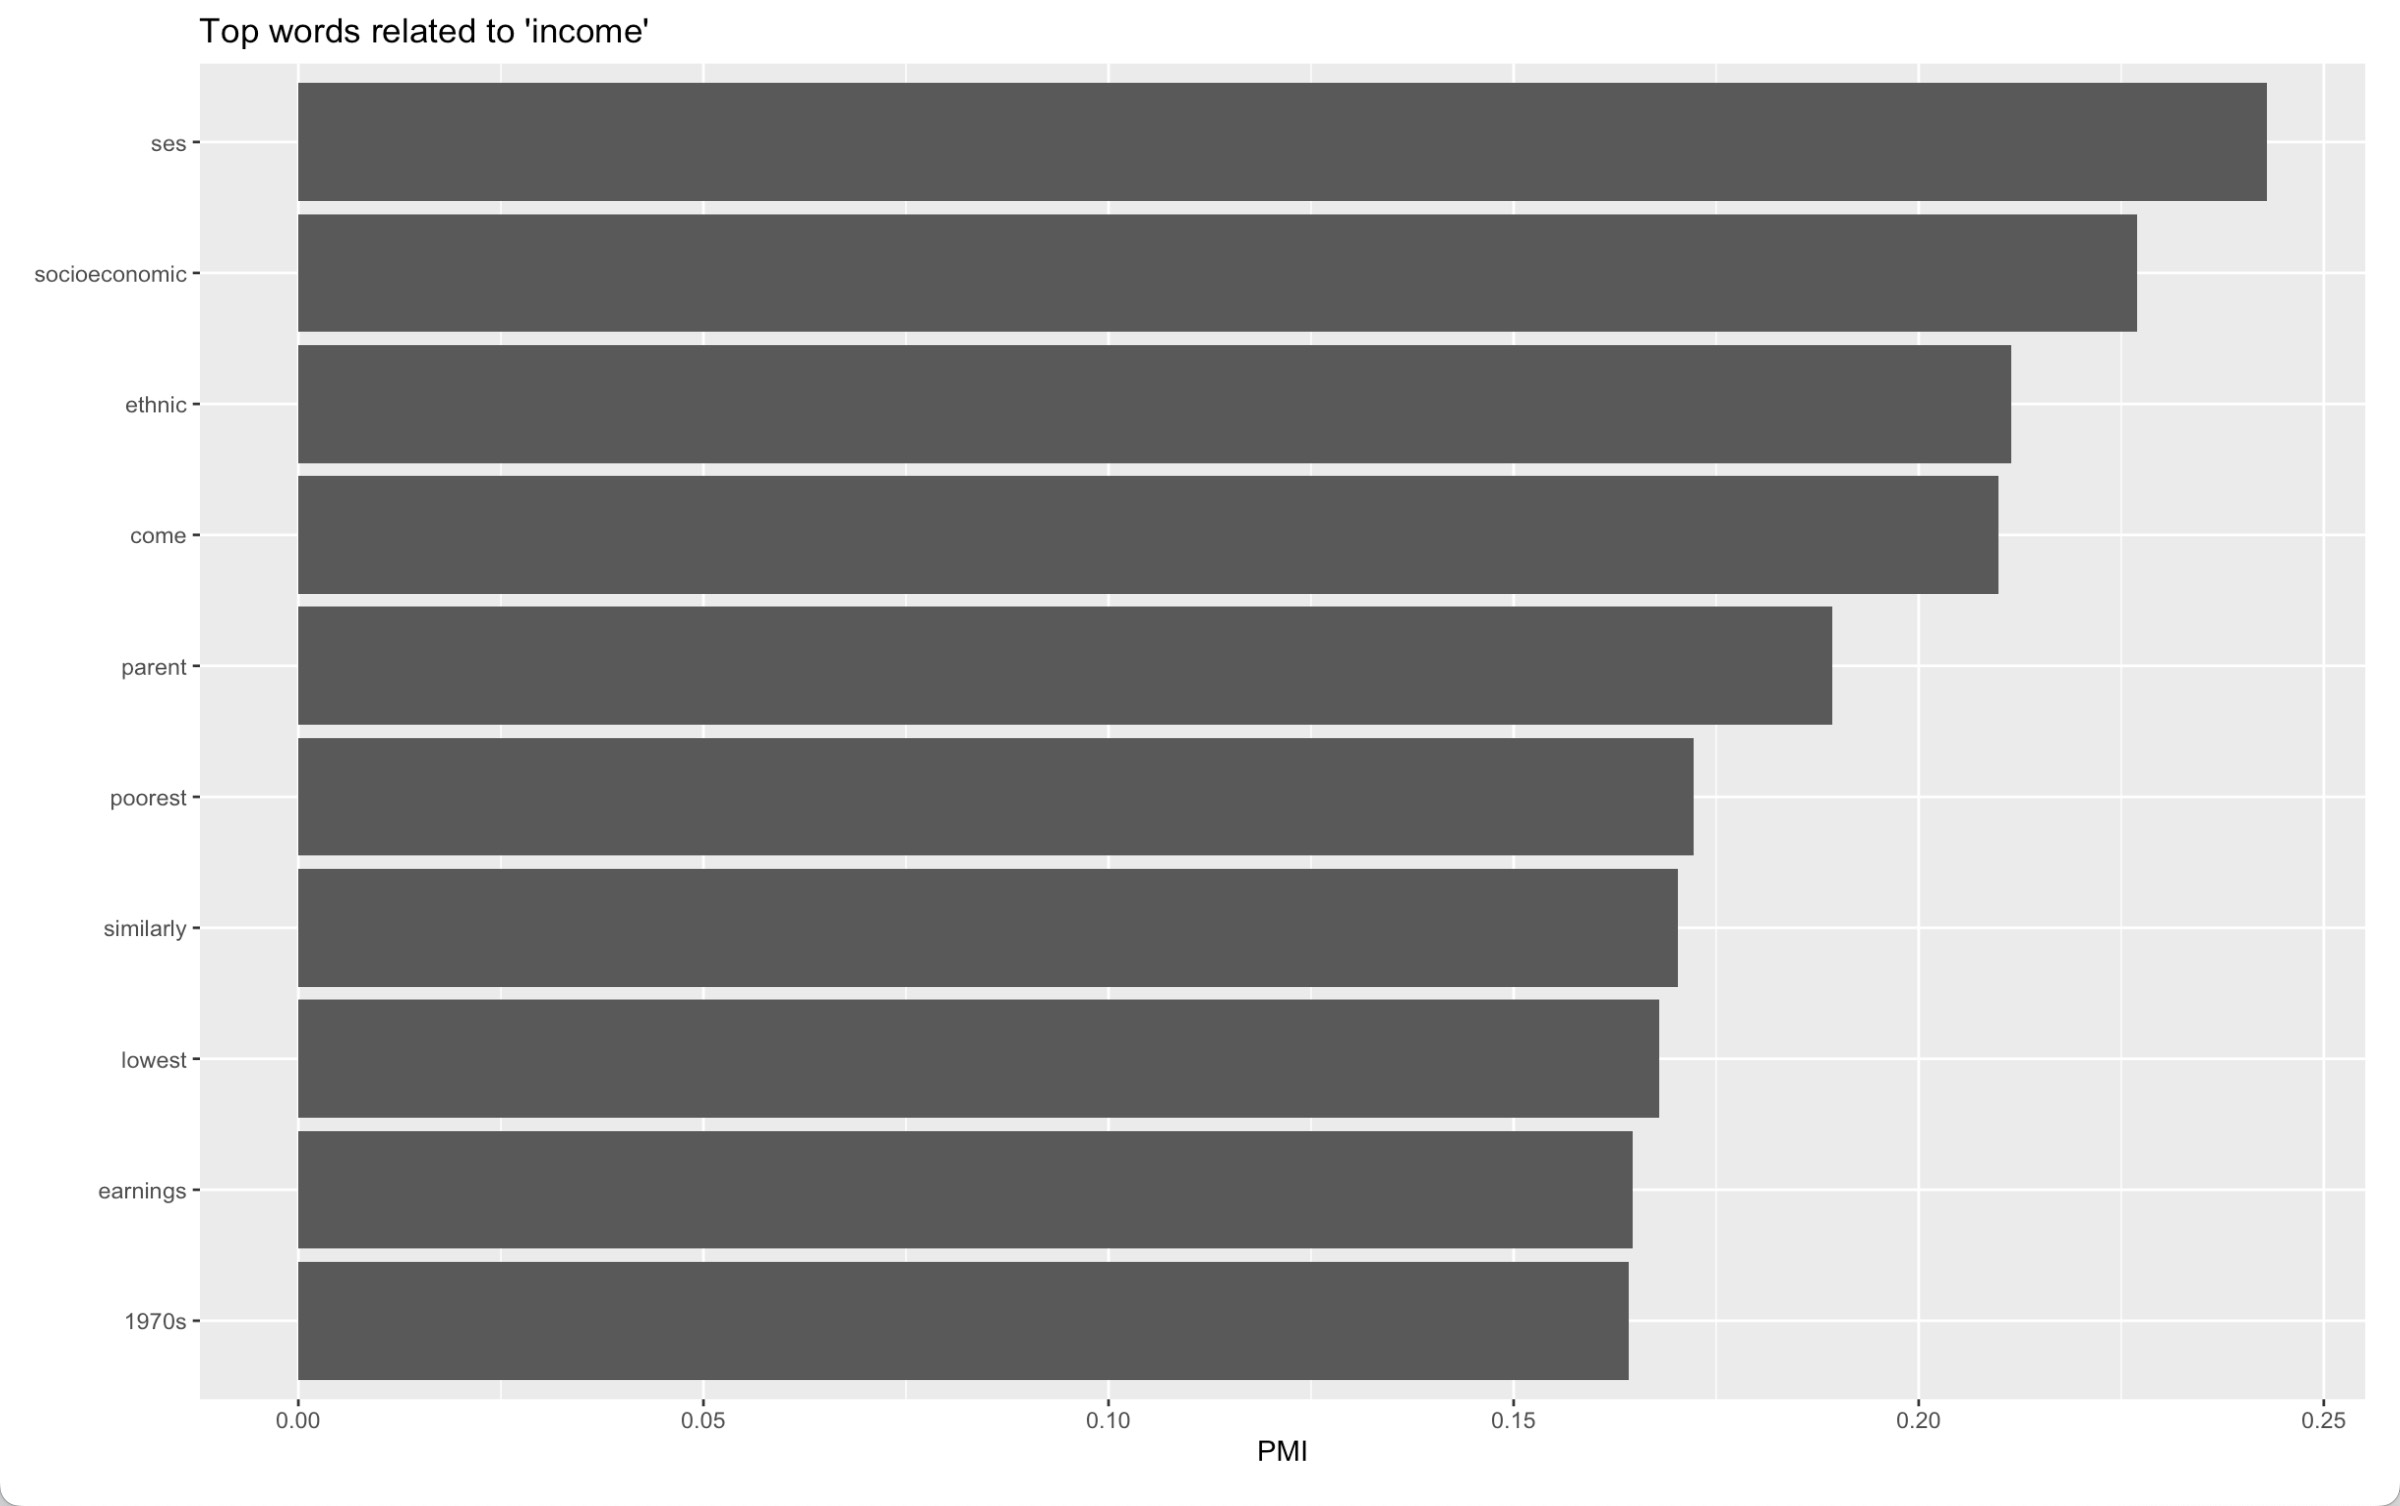 Top words related to 'income'
ses
socioeconomic
ethnic
come
parent
poorest
similarly
lowest
earnings
1970s
0.00 0.05 0.10 0.15 0.20 0.25
PMI